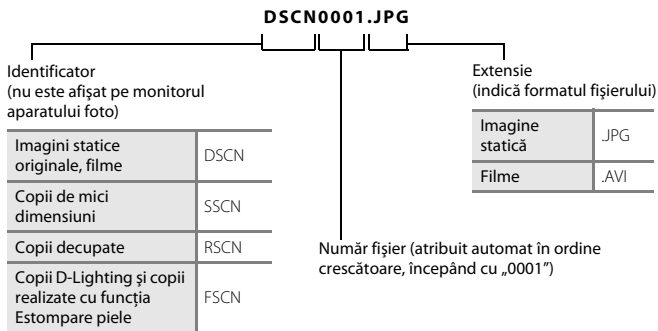 DSCN0001.JPG
Identificator
(nu este afişat pe monitorul
aparatului foto)
Imagini statice
originale, filme
DSCN
Copii de mici
dimensiuni
SSCN
Copii decupate
RSCN
Copii D-Lighting şi copii
realizate cu funcţia
Estompare piele
FSCN
Extensie
(indică formatul fişierului)
Imagine
statică
.JPG
Filme
.AVI
Număr fişier (atribuit automat în ordine
crescătoare, începând cu „0001”)